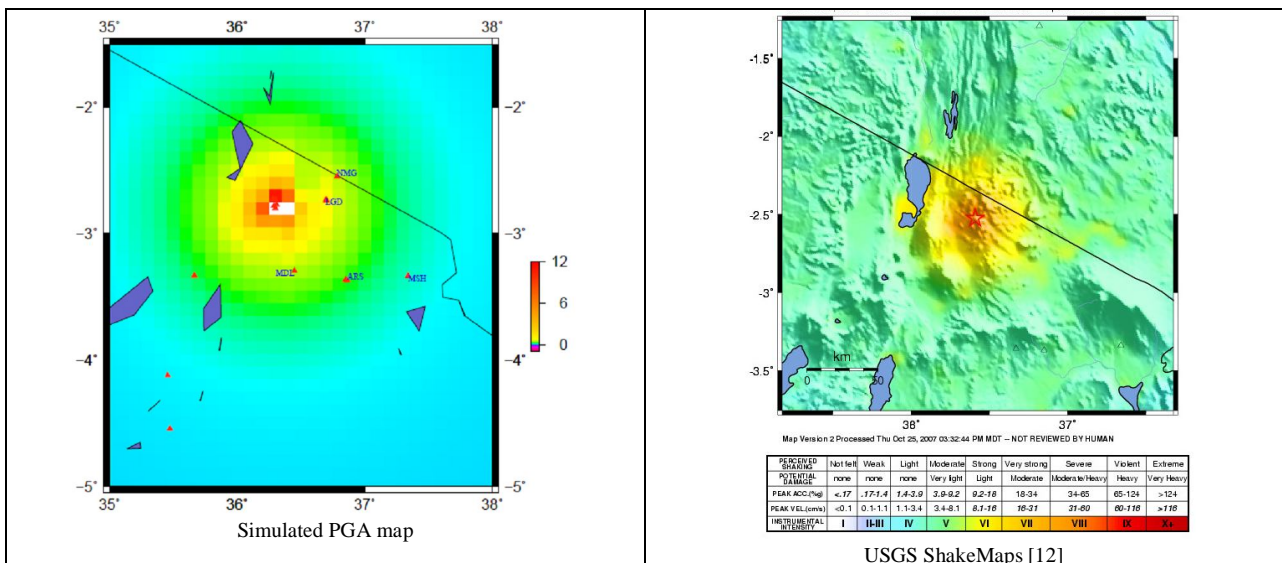 35˚ 36˚ 37˚ 38˚
−2˚ −2˚
−3˚ −3˚
−4˚ −4˚
−5˚ −5˚
35˚ 36˚ 37˚ 38˚
NMG
LGD
MDL
ARS
MSH
12
6
0
Simulated PGA map
-1.5˚
-2˚
-2.5˚
-3˚
-3.5˚
km
0 50
36˚ 37˚
Map Version 2 Processed Thu Oct 25, 2007 03:32:44 PM MDT -- NOT REVIEWED BY HUMAN
PERCEIVED SHAKING Not felt Weak Light Moderate Strong Very strong Severe Violent Extreme
POTENTIAL DAMAGE none none none Very light Light Moderate Moderate/Heavy Heavy Very Heavy
PEAK ACC.(%g) <.17 .17-1.4 1.4-3.9 3.9-9.2 9.2-18 18-34 34-65 65-124 >124
PEAK VEL.(cm/s) <0.1 0.1-1.1 1.1-3.4 3.4-8.1 8.1-16 16-31 31-60 60-116 >116
INSTRUMENTAL INTENSITY I II-III IV V VI VII VIII IX X+
USGS ShakeMaps [12]